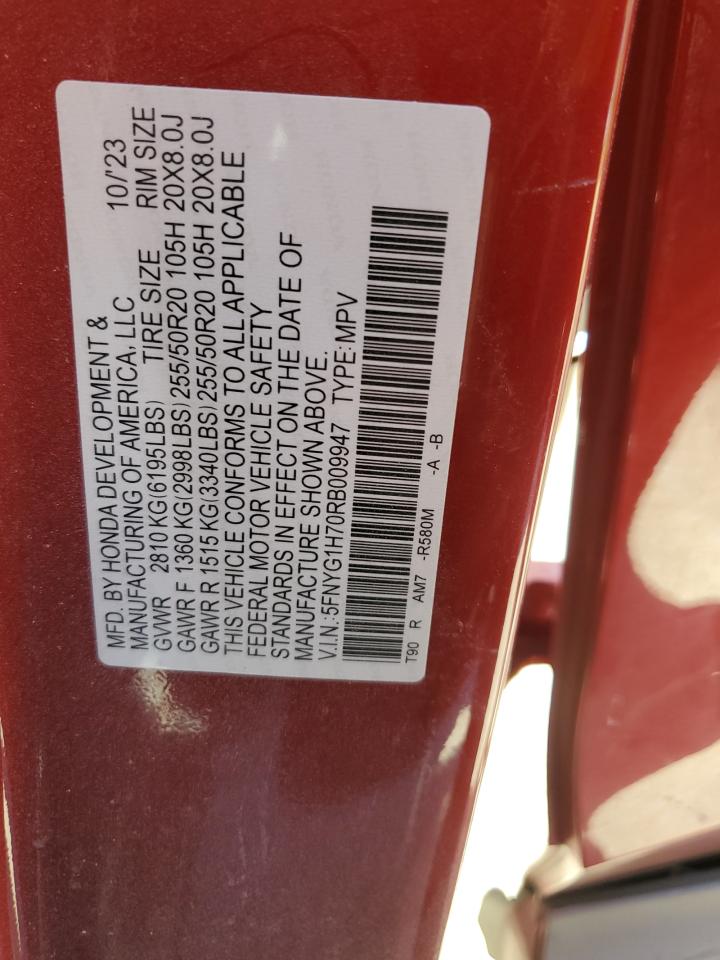 MFD. BY HONDA DEVELOPMENT &
MANUFACTURING OF AMERICA, LLC 10/'23
GVWR 2810 KG(6195LBS) TIRE SIZE RIM SIZE
GAWR F 1360 KG(2998LBS) 255/50R20 105H 20X8.0J
GAWR R 1515 KG(3340LBS) 255/50R20 105H 20X8.0J
THIS VEHICLE CONFORMS TO ALL APPLICABLE
FEDERAL MOTOR VEHICLE SAFETY
STANDARDS IN EFFECT ON THE DATE OF
MANUFACTURE SHOWN ABOVE.
V.I.N.:5FNYG1H70RB009947 TYPE: MPV
T90 R AM7 -R580M -A -B